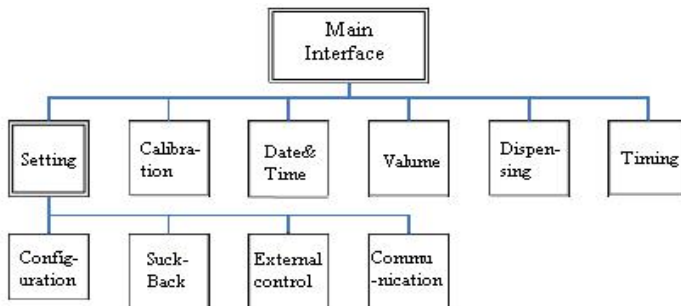 Main
Interface
Setting
Calibra-
tion
Date&
Time
Valume
Dispen-
sing
Timing
Config-
uration
Suck-
Back
External
control
Commu
-nication